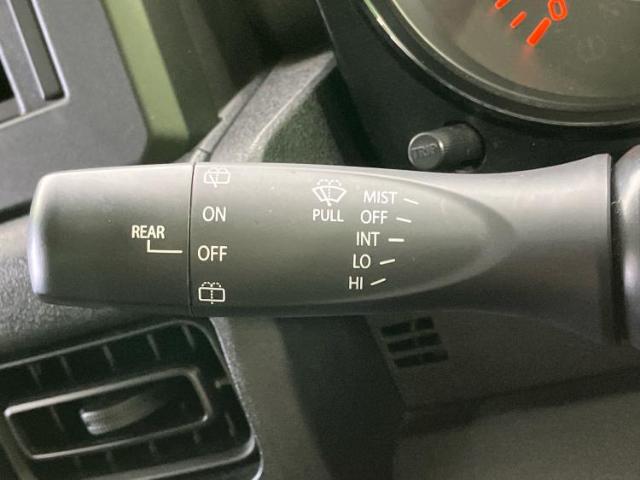 REAR
ON
OFF
PULL
MIST
OFF
INT
LO
HI
TRIP